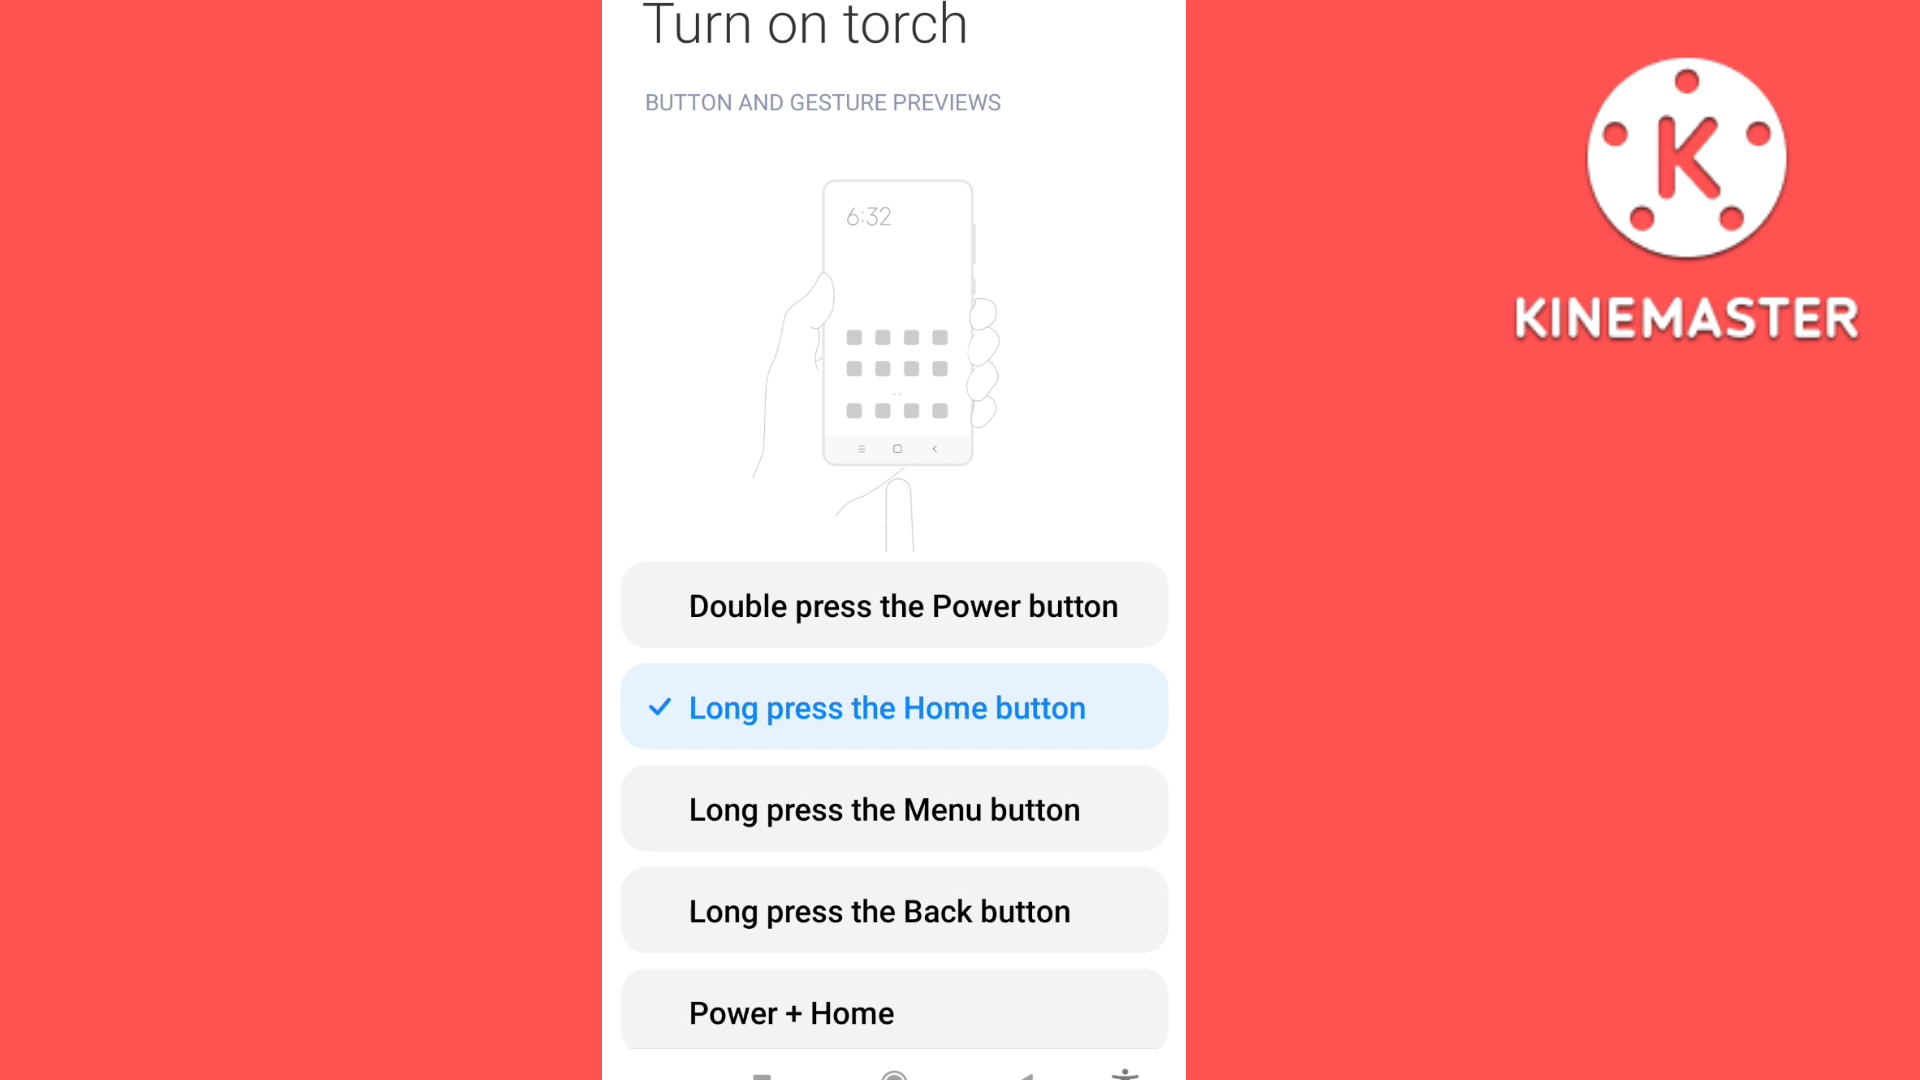 Turn on torch
BUTTON AND GESTURE PREVIEWS
6:32
K
KINEMASTER
Double press the Power button
Long press the Home button
Long press the Menu button
Long press the Back button
Power + Home